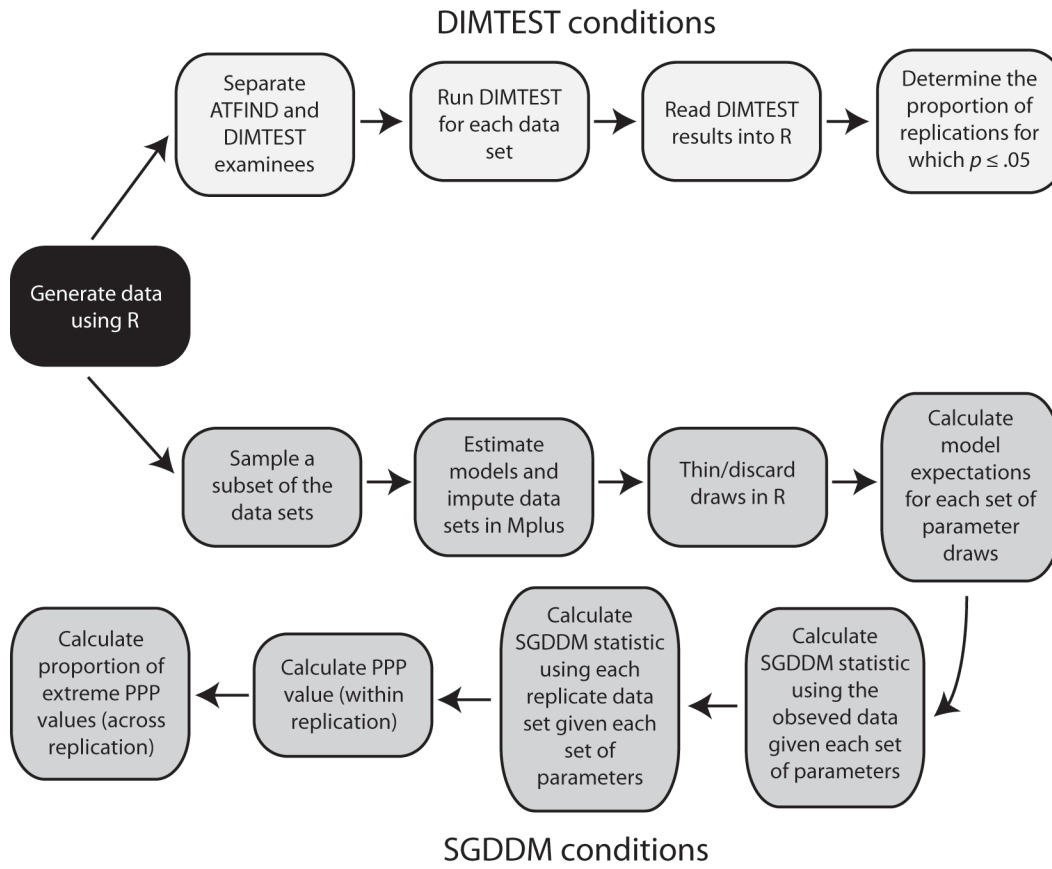 DIMTEST conditions
Separate
ATFIND and
DIMTEST
examinees
Run DIMTEST
for each data
set
Read DIMTEST
results into R
Determine the
proportion of
replications for
which p ≤ .05
Generate data
using R
Sample a
subset of the
data sets
Estimate
models and
impute data
sets in Mplus
Thin/discard
draws in R
Calculate
model
expectations
for each set of
parameter
draws
Calculate
SGDDM statistic
using the
obseved data
given each set
of parameters
Calculate
SGDDM statistic
using each
replicate data
set given each
set of
parameters
Calculate PPP
value (within
replication)
Calculate
proportion of
extreme PPP
values (across
replication)
SGDDM conditions